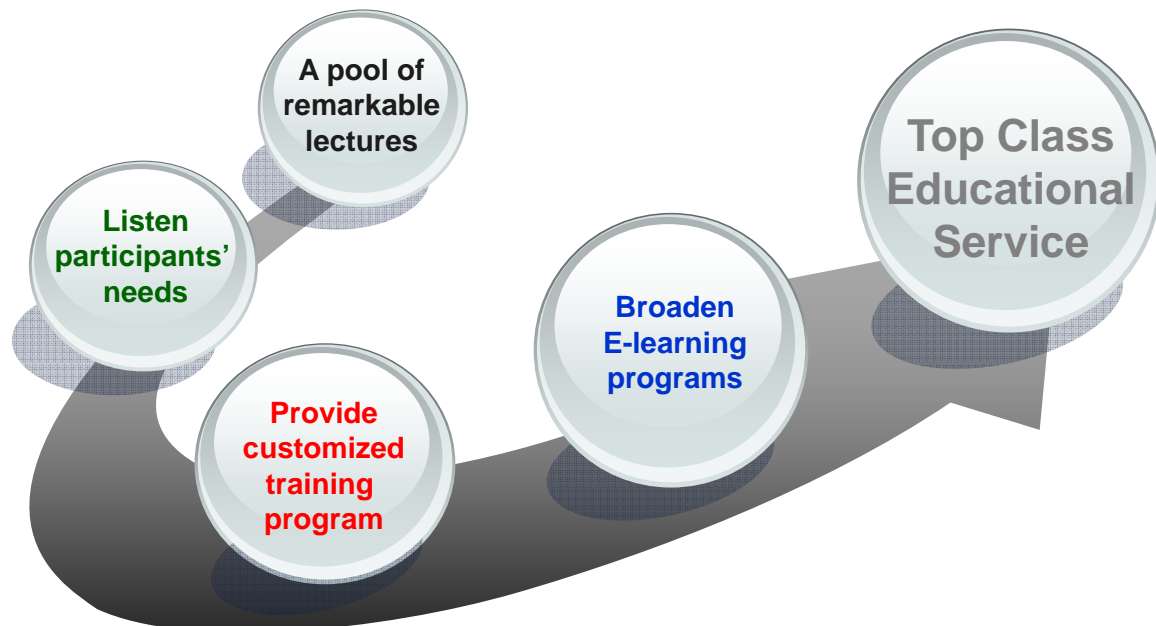 A pool of
remarkable
lectures
Listen
participants’
needs
Provide
customized
training
program
Broaden
E-learning
programs
Top Class
Educational
Service